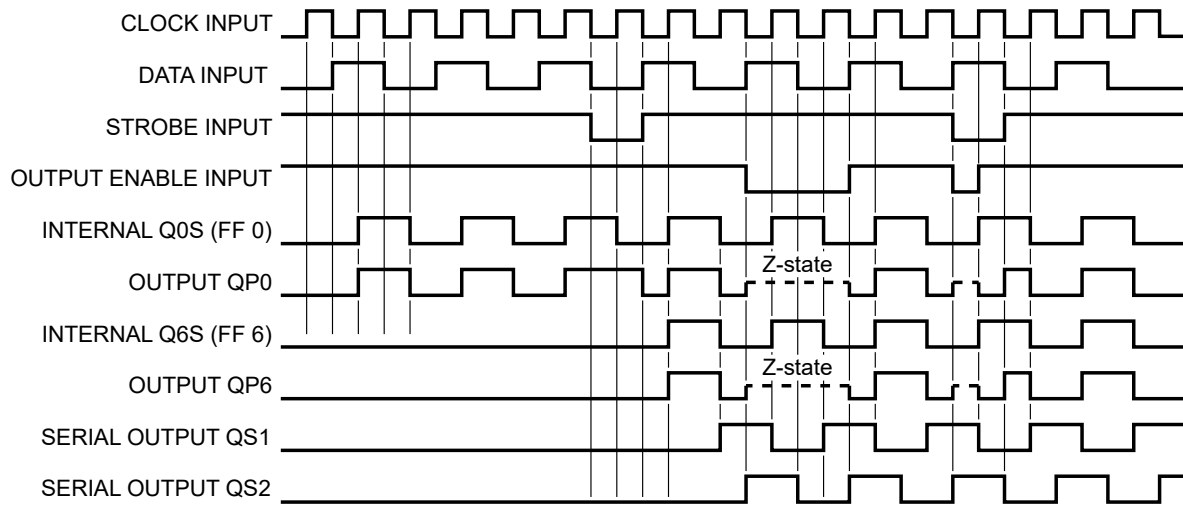 CLOCK INPUT
DATA INPUT
STROBE INPUT
OUTPUT ENABLE INPUT
INTERNAL Q0S (FF 0)
OUTPUT QP0
Z-state
INTERNAL Q6S (FF 6)
OUTPUT QP6
Z-state
SERIAL OUTPUT QS1
SERIAL OUTPUT QS2